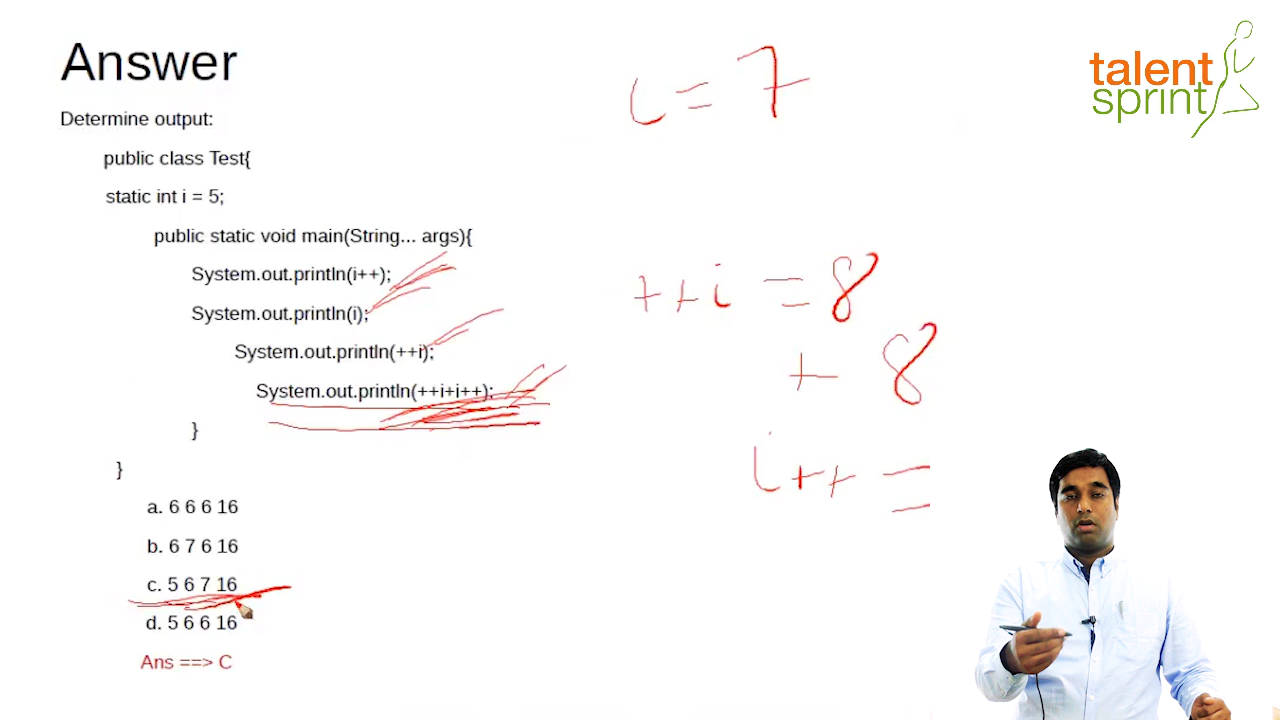 Answer
Determine output:
public class Test{
static int i = 5;
public static void main(String... args){
System.out.println(i++);
System.out.println(i);
System.out.println(++i);
System.out.println(++i+i++);
}
}
a. 6 6 6 16
b. 6 7 6 16
c. 5 6 7 16
d. 5 6 6 16
Ans ==> C
i = 7
++i = 8
+ 8
i++ =
talent
sprint